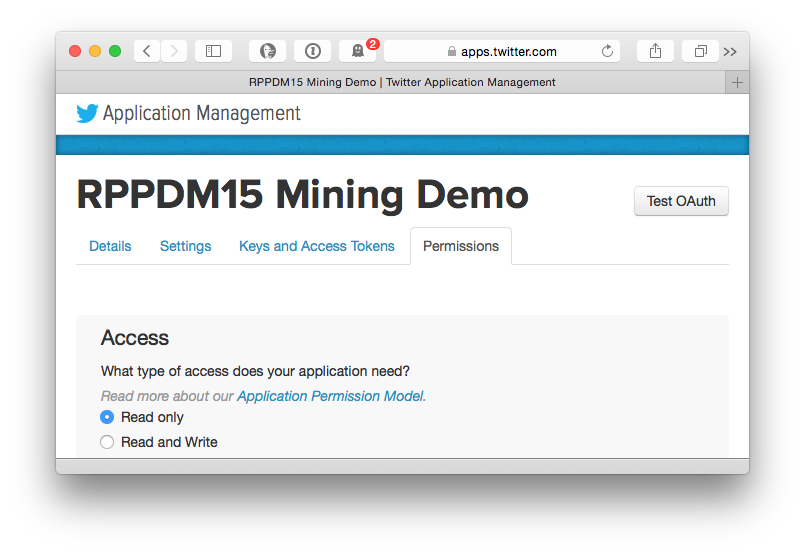 2
apps.twitter.com
RPPDM15 Mining Demo | Twitter Application Management
Application Management
RPPDM15 Mining Demo
Test OAuth
Details
Settings
Keys and Access Tokens
Permissions
Access
What type of access does your application need?
Read more about our Application Permission Model.
Read only
Read and Write